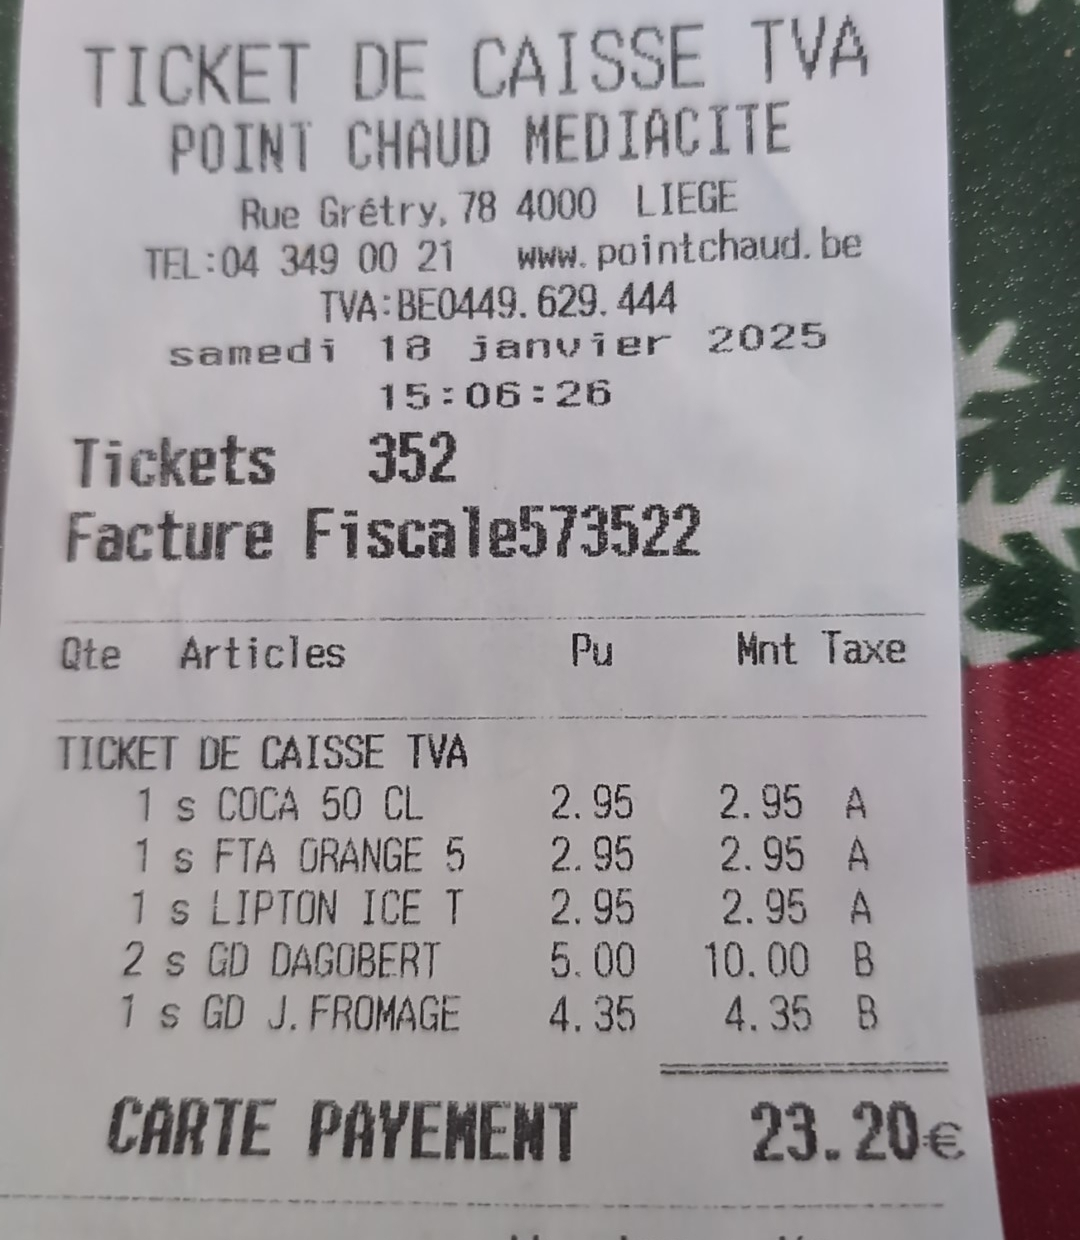 TICKET DE CAISSE TVA
POINT CHAUD MEDIACITE
Rue Grétry, 78 4000 LIEGE
TEL:04 349 00 21 www.pointchaud.be
TVA:BE0449.629.444
samedi 18 janvier 2025
15:06:26
Tickets 352
Facture Fiscale573522
Qte Articles Pu Mnt Taxe
TICKET DE CAISSE TVA
1 s COCA 50 CL 2.95 2.95 A
1 s FTA ORANGE 5 2.95 2.95 A
1 s LIPTON ICE T 2.95 2.95 A
2 s GD DAGOBERT 5.00 10.00 B
1 s GD J.FROMAGE 4.35 4.35 B
CARTE PAYEMENT 23.20€